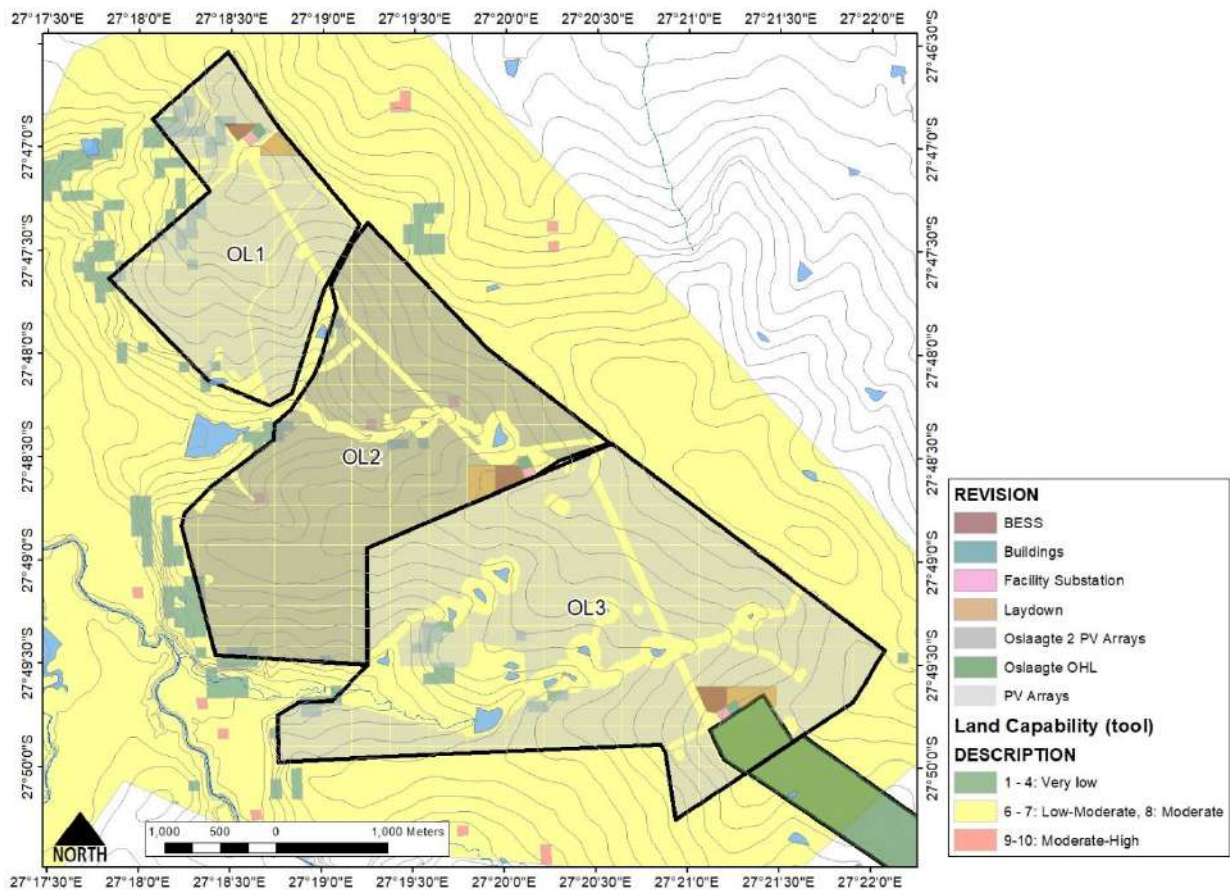 27°17'30"E 27°18'0"E 27°18'30"E 27°19'0"E 27°19'30"E 27°20'0"E 27°20'30"E 27°21'0"E 27°21'30"E 27°22'0"E
27°46'30"S
27°47'0"S
27°47'0"S
27°47'30"S
27°47'30"S
OL1
27°48'0"S
27°48'0"S
27°48'30"S
27°48'30"S
OL2
27°49'0"S
27°49'0"S
OL3
27°49'30"S
27°49'30"S
27°50'0"S
27°50'0"S
NORTH
1,000 500 0 1,000 Meters
27°17'30"E 27°18'0"E 27°18'30"E 27°19'0"E 27°19'30"E 27°20'0"E 27°20'30"E 27°21'0"E 27°21'30"E 27°22'0"E
REVISION
BESS
Buildings
Facility Substation
Laydown
Oslaagte 2 PV Arrays
Oslaagte OHL
PV Arrays
Land Capability (tool)
DESCRIPTION
1 - 4: Very low
6 - 7: Low-Moderate, 8: Moderate
9-10: Moderate-High